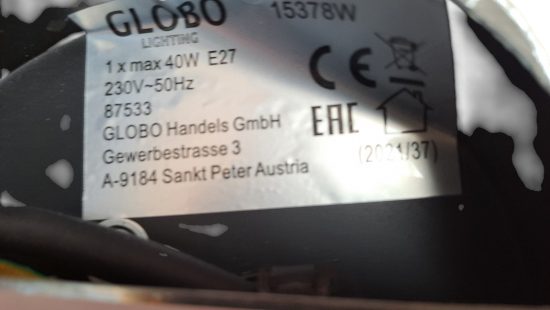 GLOBO 15378W
LIGHTING
1 x max 40W E27
230V~50Hz
87533
GLOBO Handels GmbH
Gewerbestrasse 3
A-9184 Sankt Peter Austria
CE
EAC
(2021/37)